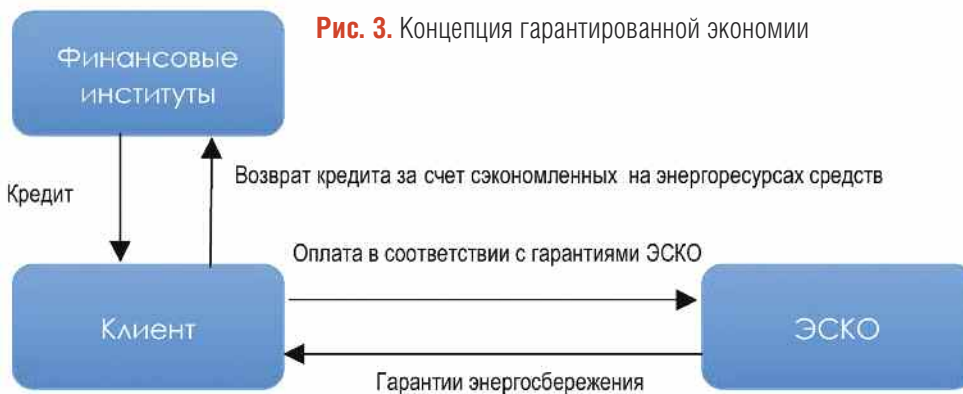 Рис. 3. Концепция гарантированной экономии
Финансовые
институты
Возврат кредита за счет сэкономленных на энергоресурсах средств
Кредит
Оплата в соответствии с гарантиями ЭСКО
Клиент
ЭСКО
Гарантии энергосбережения